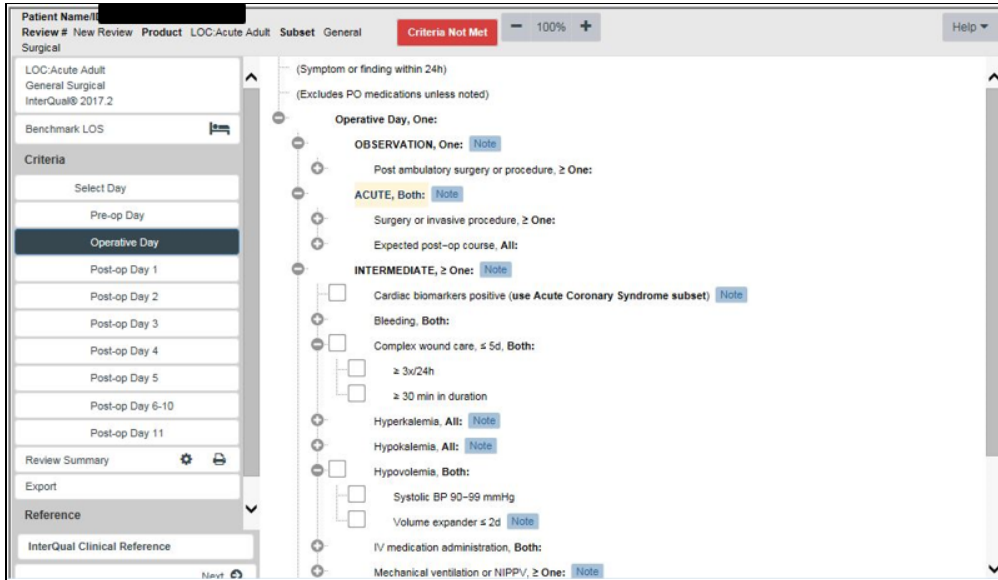 Patient Name/ID
Review # New Review Product LOC:Acute Adult Subset General
Surgical
Criteria Not Met
100%
Help
LOC:Acute Adult
General Surgical
InterQual® 2017.2
Benchmark LOS
Criteria
Select Day
Pre-op Day
Operative Day
Post-op Day 1
Post-op Day 2
Post-op Day 3
Post-op Day 4
Post-op Day 5
Post-op Day 6-10
Post-op Day 11
Review Summary
Export
Reference
InterQual Clinical Reference
Next
(Symptom or finding within 24h)
(Excludes PO medications unless noted)
Operative Day, One:
OBSERVATION, One: Note
Post ambulatory surgery or procedure, ≥ One:
ACUTE, Both: Note
Surgery or invasive procedure, ≥ One:
Expected post-op course, All:
INTERMEDIATE, ≥ One: Note
Cardiac biomarkers positive (use Acute Coronary Syndrome subset) Note
Bleeding, Both:
Complex wound care, ≤ 5d, Both:
≥ 3x/24h
≥ 30 min in duration
Hyperkalemia, All: Note
Hypokalemia, All: Note
Hypovolemia, Both:
Systolic BP 90-99 mmHg
Volume expander ≤ 2d Note
IV medication administration, Both:
Mechanical ventilation or NIPPV, ≥ One: Note